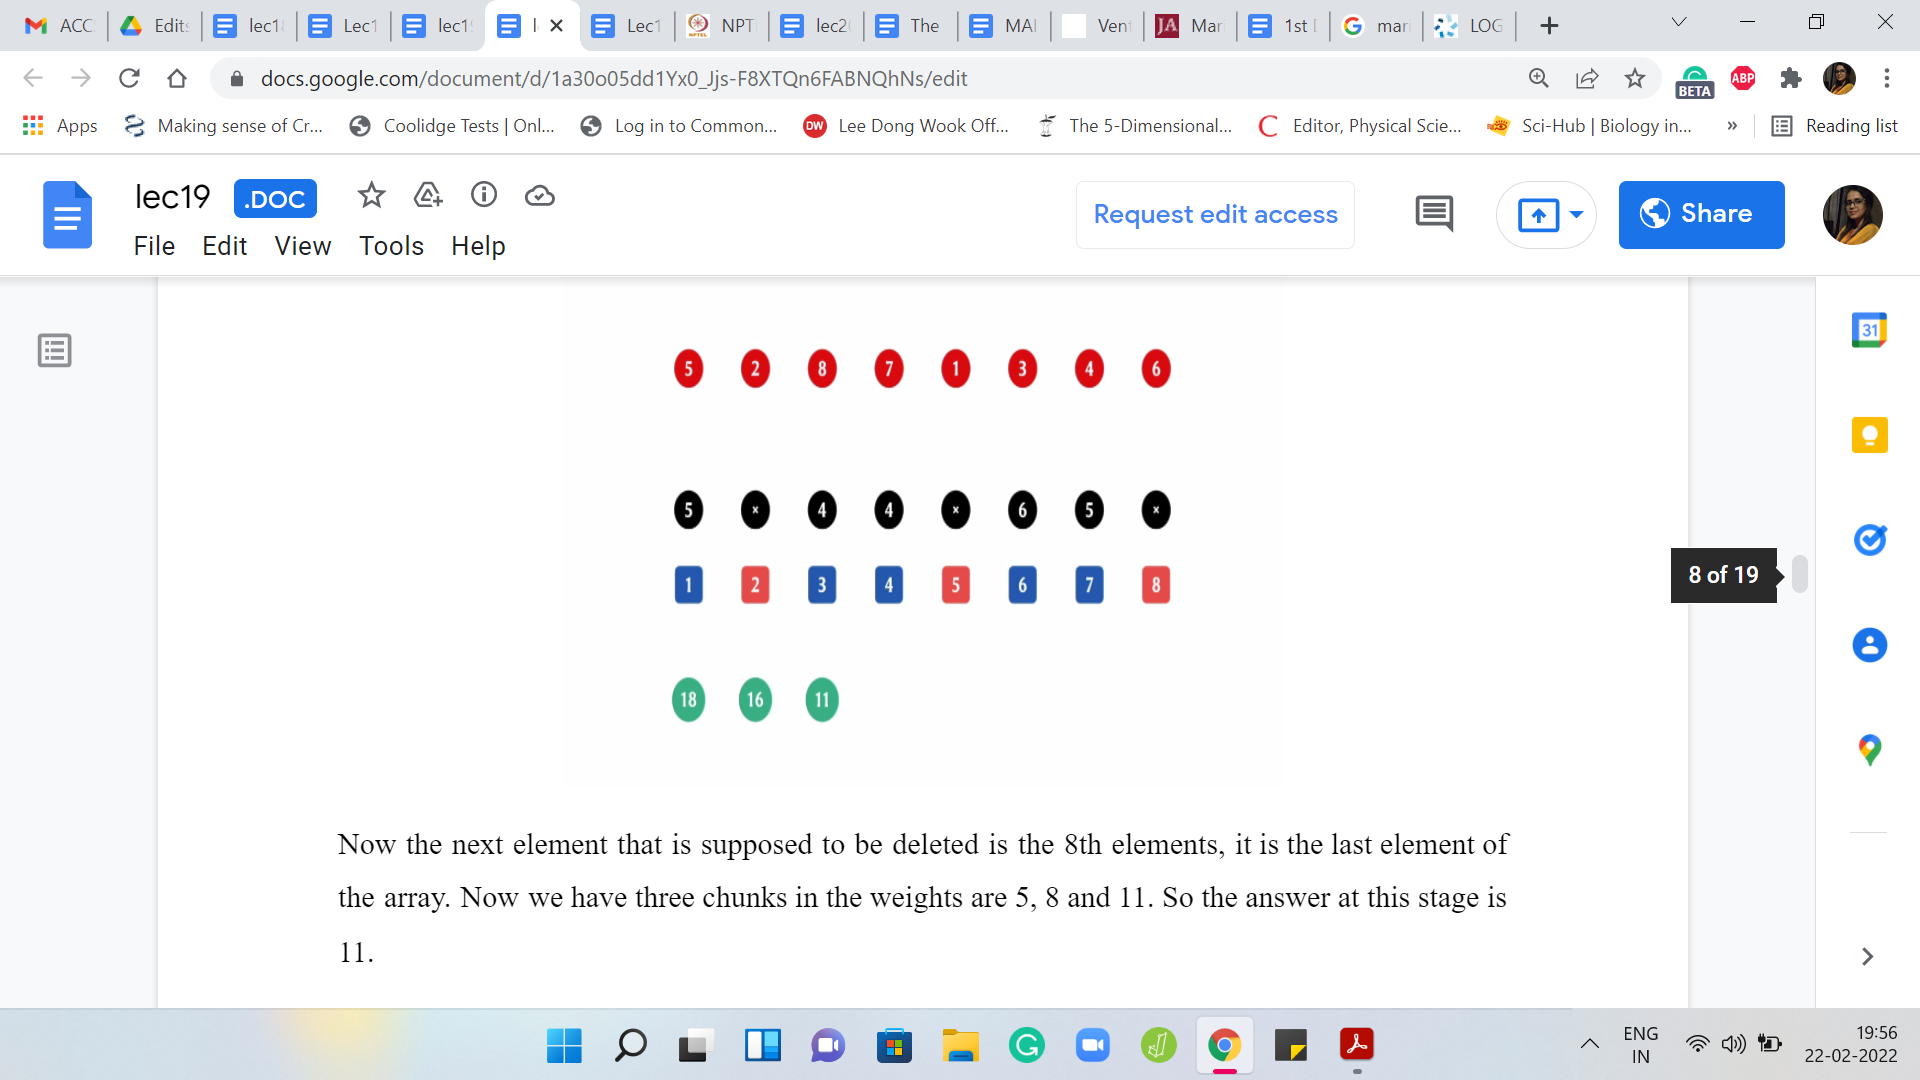 ACC Edits lec18 Lec1 lec19 l Lec1 NPT lec20 The MAI Vent JA Mar 1st D mar LOG
docs.google.com/document/d/1a30o05dd1Yx0_Jjs-F8XTQn6FABNQhNs/edit
BETA ABP
Apps Making sense of Cr... Coolidge Tests | Onl... Log in to Common... DW Lee Dong Wook Off... The 5-Dimensional... C Editor, Physical Scie... Sci-Hub | Biology in... » Reading list
lec19 .DOC
Request edit access
Share
File Edit View Tools Help
31
5 2 8 7 1 3 4 6
5 × 4 4 × 6 5 ×
1 2 3 4 5 6 7 8
8 of 19
18 16 11
Now the next element that is supposed to be deleted is the 8th elements, it is the last element of
the array. Now we have three chunks in the weights are 5, 8 and 11. So the answer at this stage is
11.
ENG
IN
19:56
22-02-2022